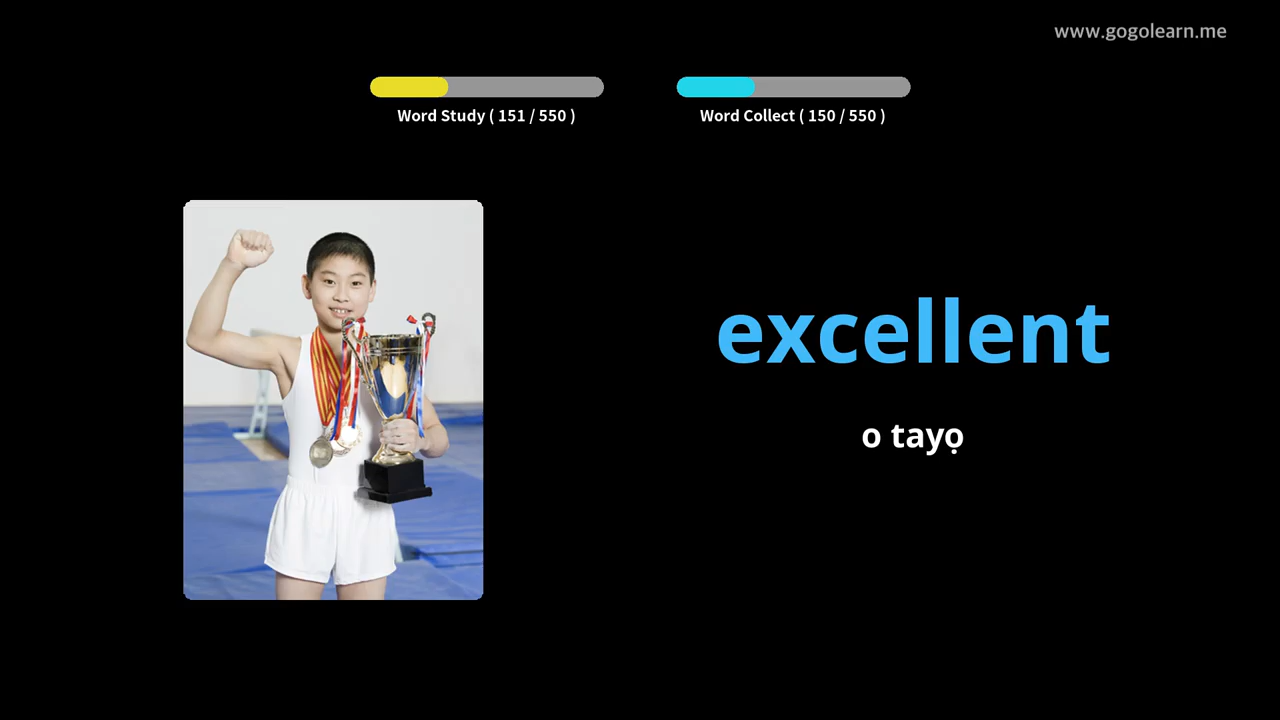 www.gogolearn.me
Word Study ( 151 / 550 )
Word Collect ( 150 / 550 )
excellent
o tayọ